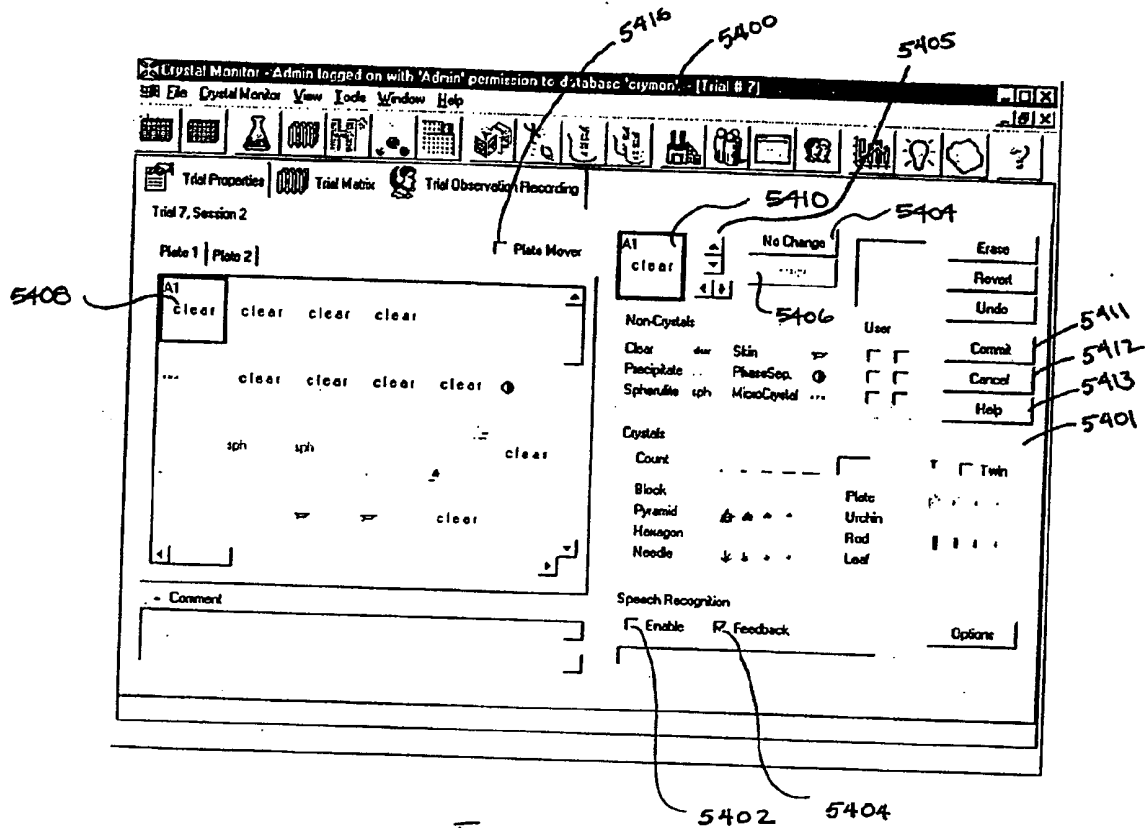 5416
5400
5405
Crystal Monitor - 'Admin logged on with 'Admin' permission to database 'crymon'. - [Trial # 7]
File Crystal Monitor View Tools Window Help
Trial Properties Trial Matrix Trial Observation Recording
5410
5404
Trial 7, Session 2
Plate 1 Plate 2
Plate Mover
A1
clear
No Change
Erase
Revert
Undo
5408
5406
A1
clear clear clear clear
clear clear clear clear
sph sph clear
clear
Non-Crystals
User
Clear clear Skin
Precipitate PhaseSep.
Spherulite sph MicroCrystal
Commit
Cancel
Help
5411
5412
5413
5401
Crystals
Count
Twin
Block
Plate
Pyramid
Urchin
Hexagon
Rod
Needle
Leaf
Comment
Speech Recognition
Enable Feedback
Options
5402
5404